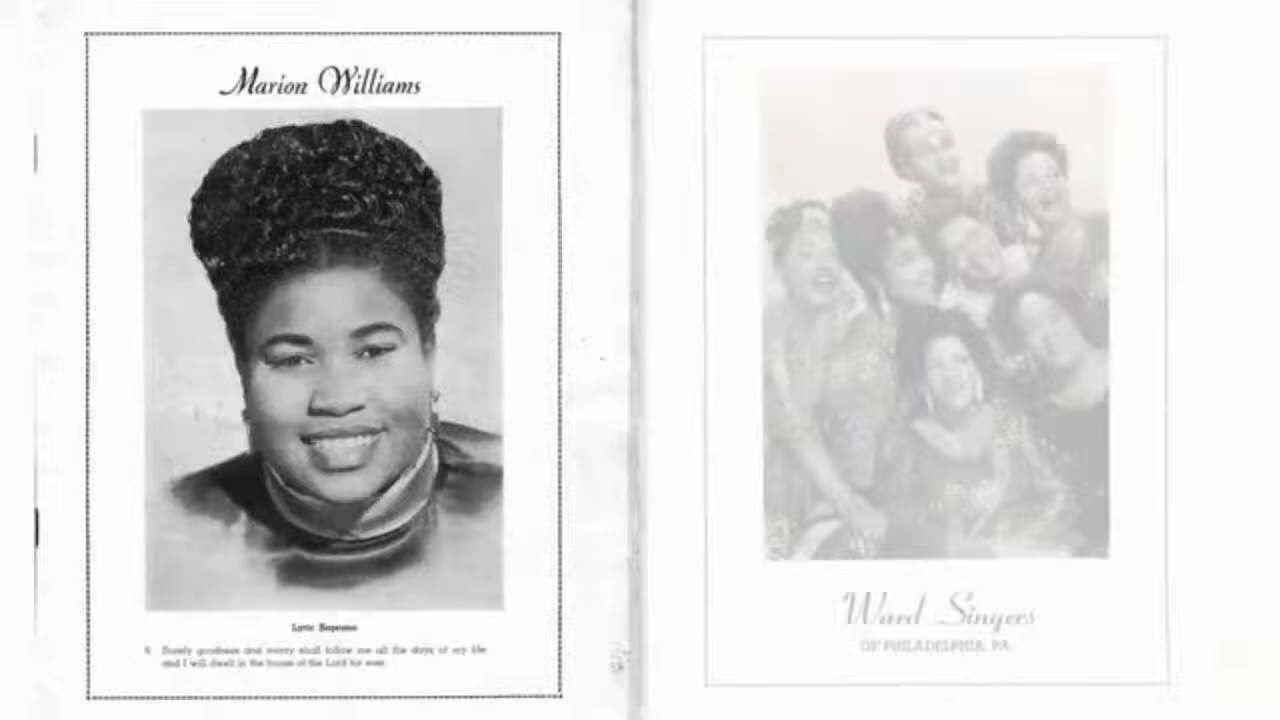 Marion Williams
Lyric Soprano
6. Surely goodness and mercy shall follow me all the days of my life
and I will dwell in the house of the Lord for ever.
Ward Singers
OF PHILADELPHIA, PA.